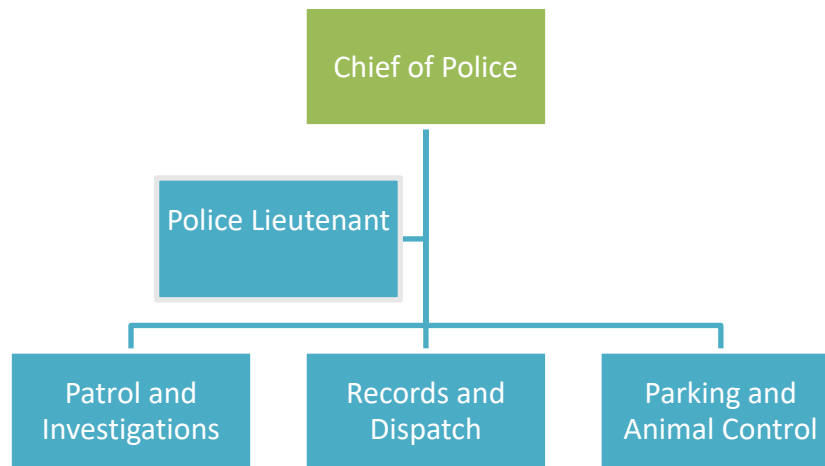 Chief of Police
Police Lieutenant
Patrol and
Investigations
Records and
Dispatch
Parking and
Animal Control